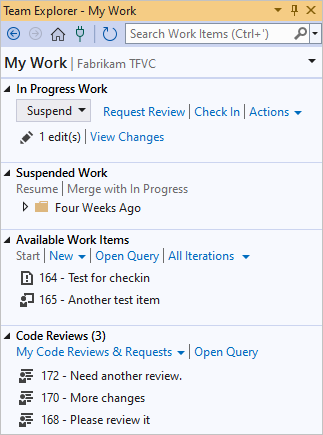 Team Explorer - My Work
Search Work Items (Ctrl+')
My Work | Fabrikam TFVC
In Progress Work
Suspend | Request Review | Check In | Actions
1 edit(s) | View Changes
Suspended Work
Resume | Merge with In Progress
Four Weeks Ago
Available Work Items
Start | New | Open Query | All Iterations
164 - Test for checkin
165 - Another test item
Code Reviews (3)
My Code Reviews & Requests | Open Query
172 - Need another review.
170 - More changes
168 - Please review it